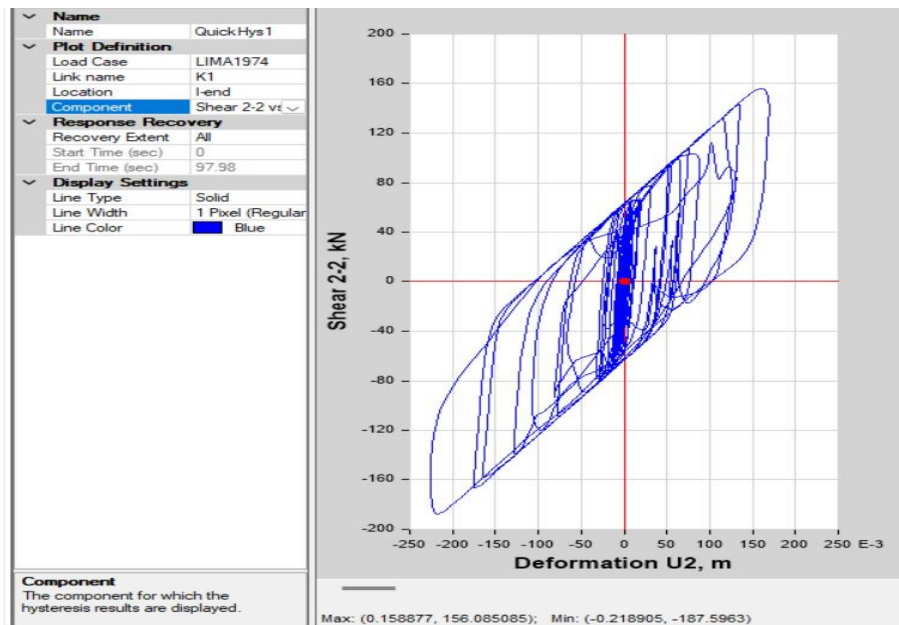 Name
Name QuickHys1
Plot Definition
Load Case LIMA1974
Link name K1
Location I-end
Component Shear 2-2 vs
Response Recovery
Recovery Extent All
Start Time (sec) 0
End Time (sec) 97.98
Display Settings
Line Type Solid
Line Width 1 Pixel (Regular
Line Color Blue
Component
The component for which the
hysteresis results are displayed.
Shear 2-2, kN
200
160
120
80
40
0
-40
-80
-120
-160
-200
-250 -200 -150 -100 -50 0 50 100 150 200 250 E-3
Deformation U2, m
Max: (0.158877, 156.085085); Min: (-0.218905, -187.5963)